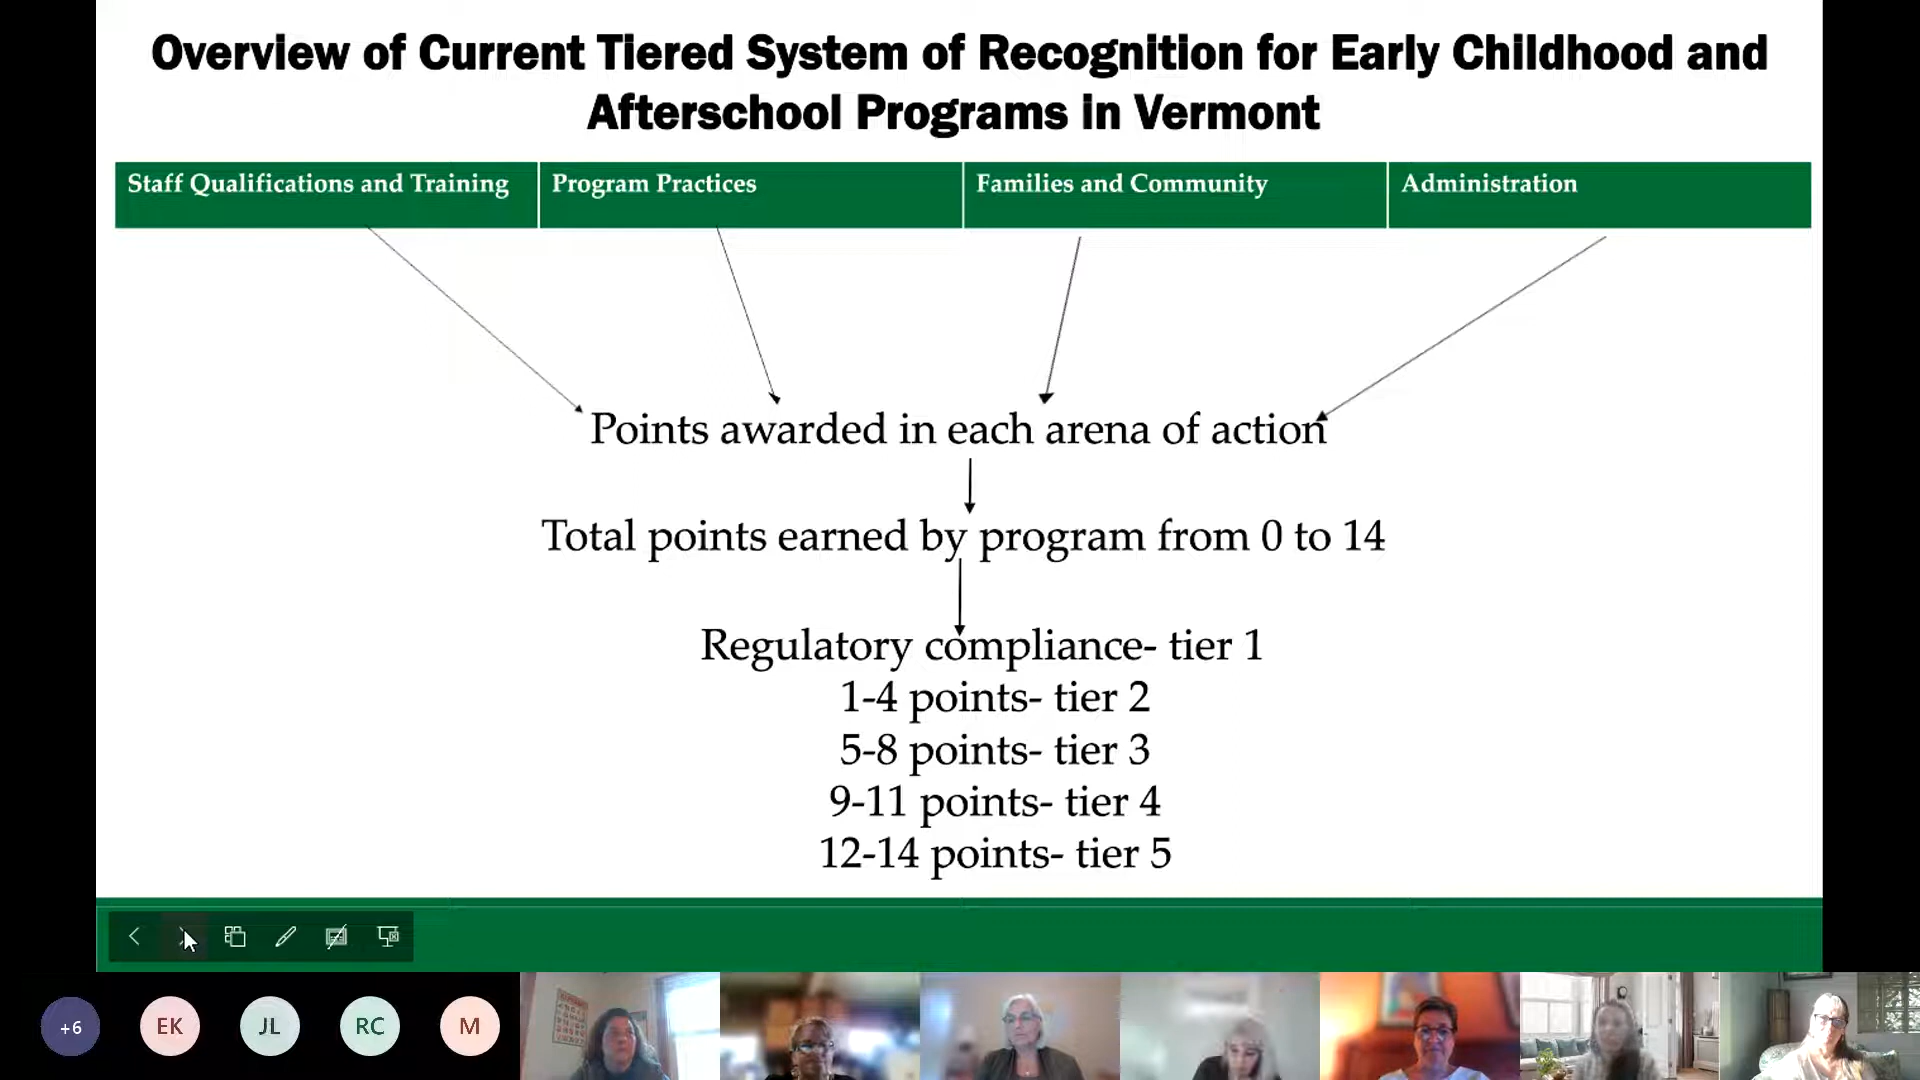 Overview of Current Tiered System of Recognition for Early Childhood and
Afterschool Programs in Vermont
Staff Qualifications and Training
Program Practices
Families and Community
Administration
Points awarded in each arena of action
Total points earned by program from 0 to 14
Regulatory compliance- tier 1
1-4 points- tier 2
5-8 points- tier 3
9-11 points- tier 4
12-14 points- tier 5
+6
EK
JL
RC
M